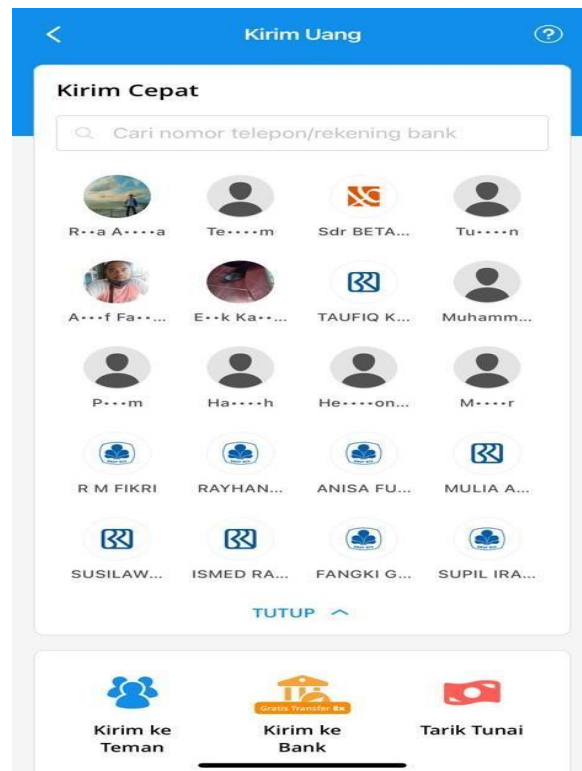 Kirim Uang
Kirim Cepat
Cari nomor telepon/rekening bank
R··a A····a Te····m Sdr BETA... Tu····n
A···f Fa··... E··k Ka··... TAUFIQ K... Muhamm...
P···m Ha····h He····on... M····r
R M FIKRI RAYHAN... ANISA FU... MULIA A...
SUSILAW... ISMED RA... FANGKI G... SUPIL IRA...
TUTUP
Gratis Transfer 8x
Kirim ke Teman
Kirim ke Bank
Tarik Tunai